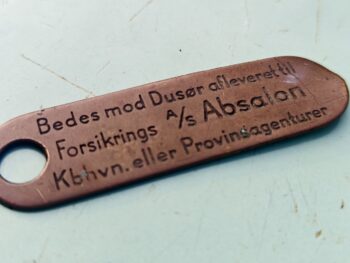 Bedes mod Dusør afleveret til
Forsikrings A/s Absalon
Kbhvn. eller Provinsagenturer